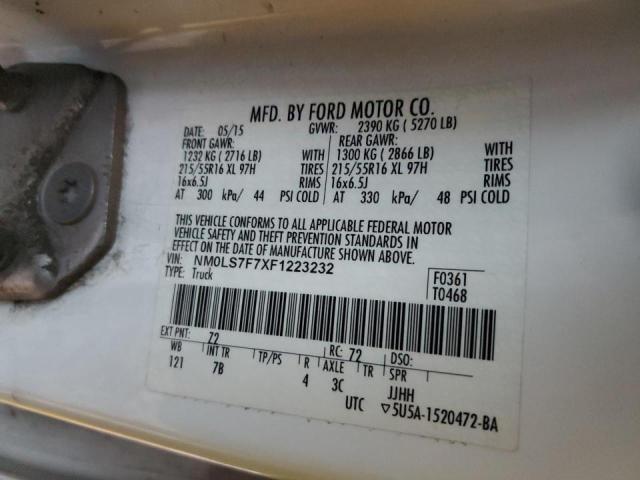 MFD. BY FORD MOTOR CO.
DATE: 05/15 GVWR: 2390 KG ( 5270 LB)
FRONT GAWR: REAR GAWR:
1232 KG ( 2716 LB) WITH 1300 KG ( 2866 LB) WITH
215/55R16 XL 97H TIRES 215/55R16 XL 97H TIRES
16x6.5J RIMS 16x6.5J RIMS
AT 300 kPa/ 44 PSI COLD AT 330 kPa/ 48 PSI COLD
THIS VEHICLE CONFORMS TO ALL APPLICABLE FEDERAL MOTOR
VEHICLE SAFETY AND THEFT PREVENTION STANDARDS IN
EFFECT ON THE DATE OF MANUFACTURE SHOWN ABOVE.
VIN: NM0LS7F7XF1223232
TYPE: Truck
F0361
T0468
EXT PNT: Z2 RC: 72 DSO:
WB INT TR TP/PS R AXLE TR SPR
121 7B 4 3C JJHH
UTC ▽5U5A-1520472-BA